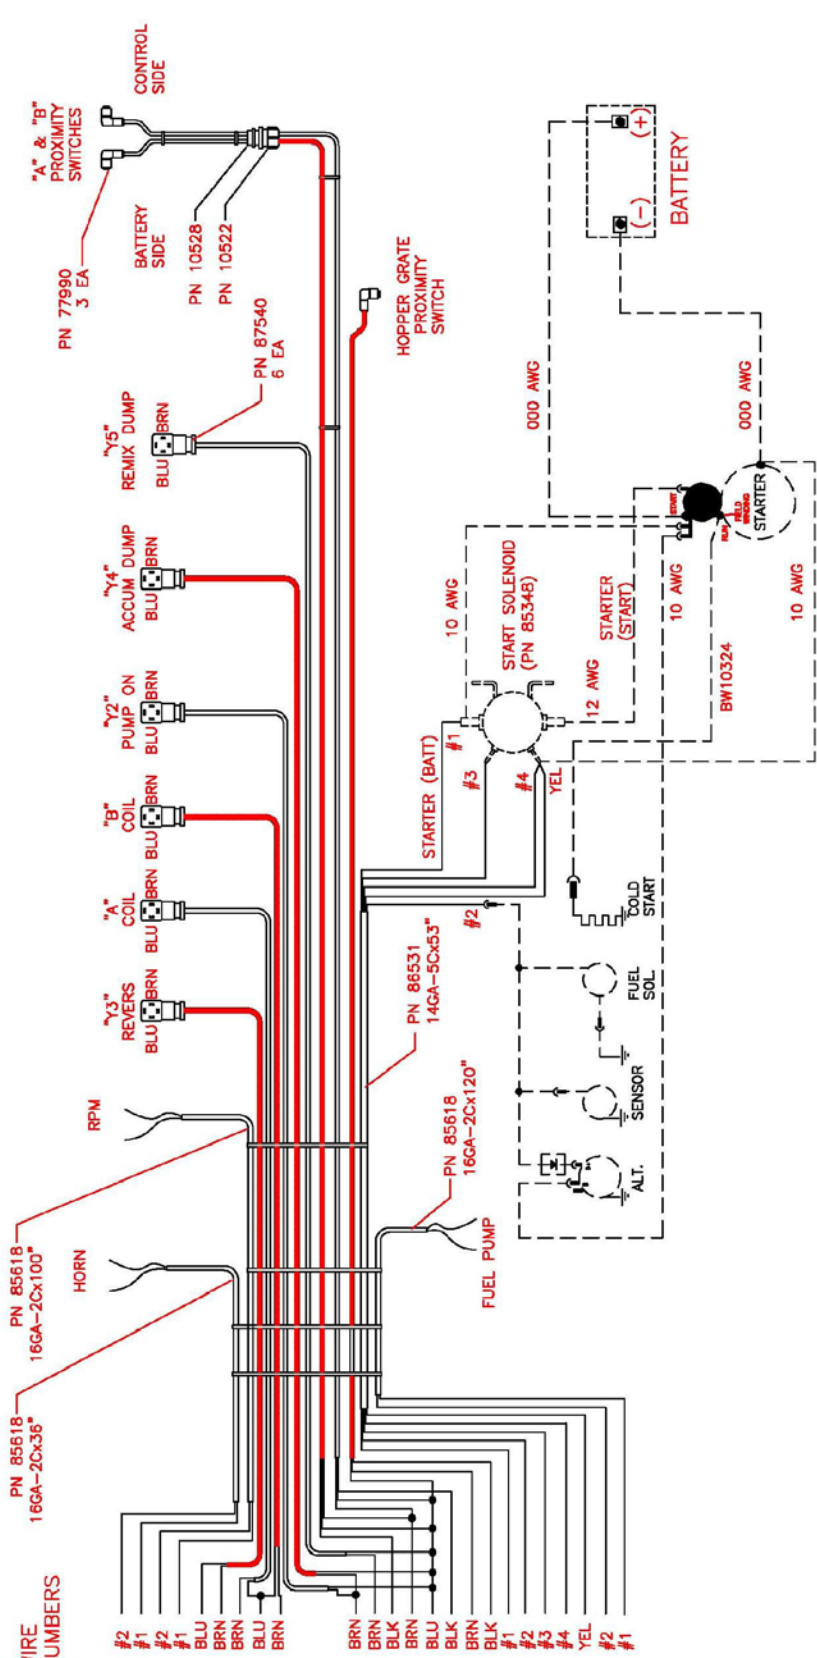 CONTROL
SIDE
"A" & "B"
PROXIMITY
SWITCHES
BATTERY
SIDE
PN 10528
PN 10522
PN 77990
3 EA
HOPPER GRATE
PROXIMITY
SWITCH
PN 87540
6 EA
"Y5"
REMIX DUMP
BLU
BRN
"Y4"
ACCUM DUMP
BLU
BRN
"Y2"
PUMP ON
BLU
BRN
"B"
COIL
BLU
BRN
"A"
COIL
BLU
BRN
"Y3"
REVERS
BLU
BRN
RPM
PN 85618
16GA-2Cx100"
HORN
PN 85618
16GA-2Cx36"
(+)
(-)
BATTERY
000 AWG
000 AWG
START
RUN
FIELD
WINDING
STARTER
10 AWG
START SOLENOID
(PN 85348)
STARTER
(START)
10 AWG
10 AWG
12 AWG
BW10324
STARTER (BATT)
#1
#3
#4
YEL
#2
PN 86531
14GA-5Cx53"
COLD
START
FUEL
SOL.
SENSOR
ALT.
PN 85618
16GA-2Cx120"
FUEL PUMP
WIRE
UMBERS
#2
#1
#2
#1
BLU
BRN
BRN
BLU
BRN
BRN
BRN
BLK
BRN
BLU
BLK
BRN
BLK
#1
#2
#3
#4
YEL
#2
#1